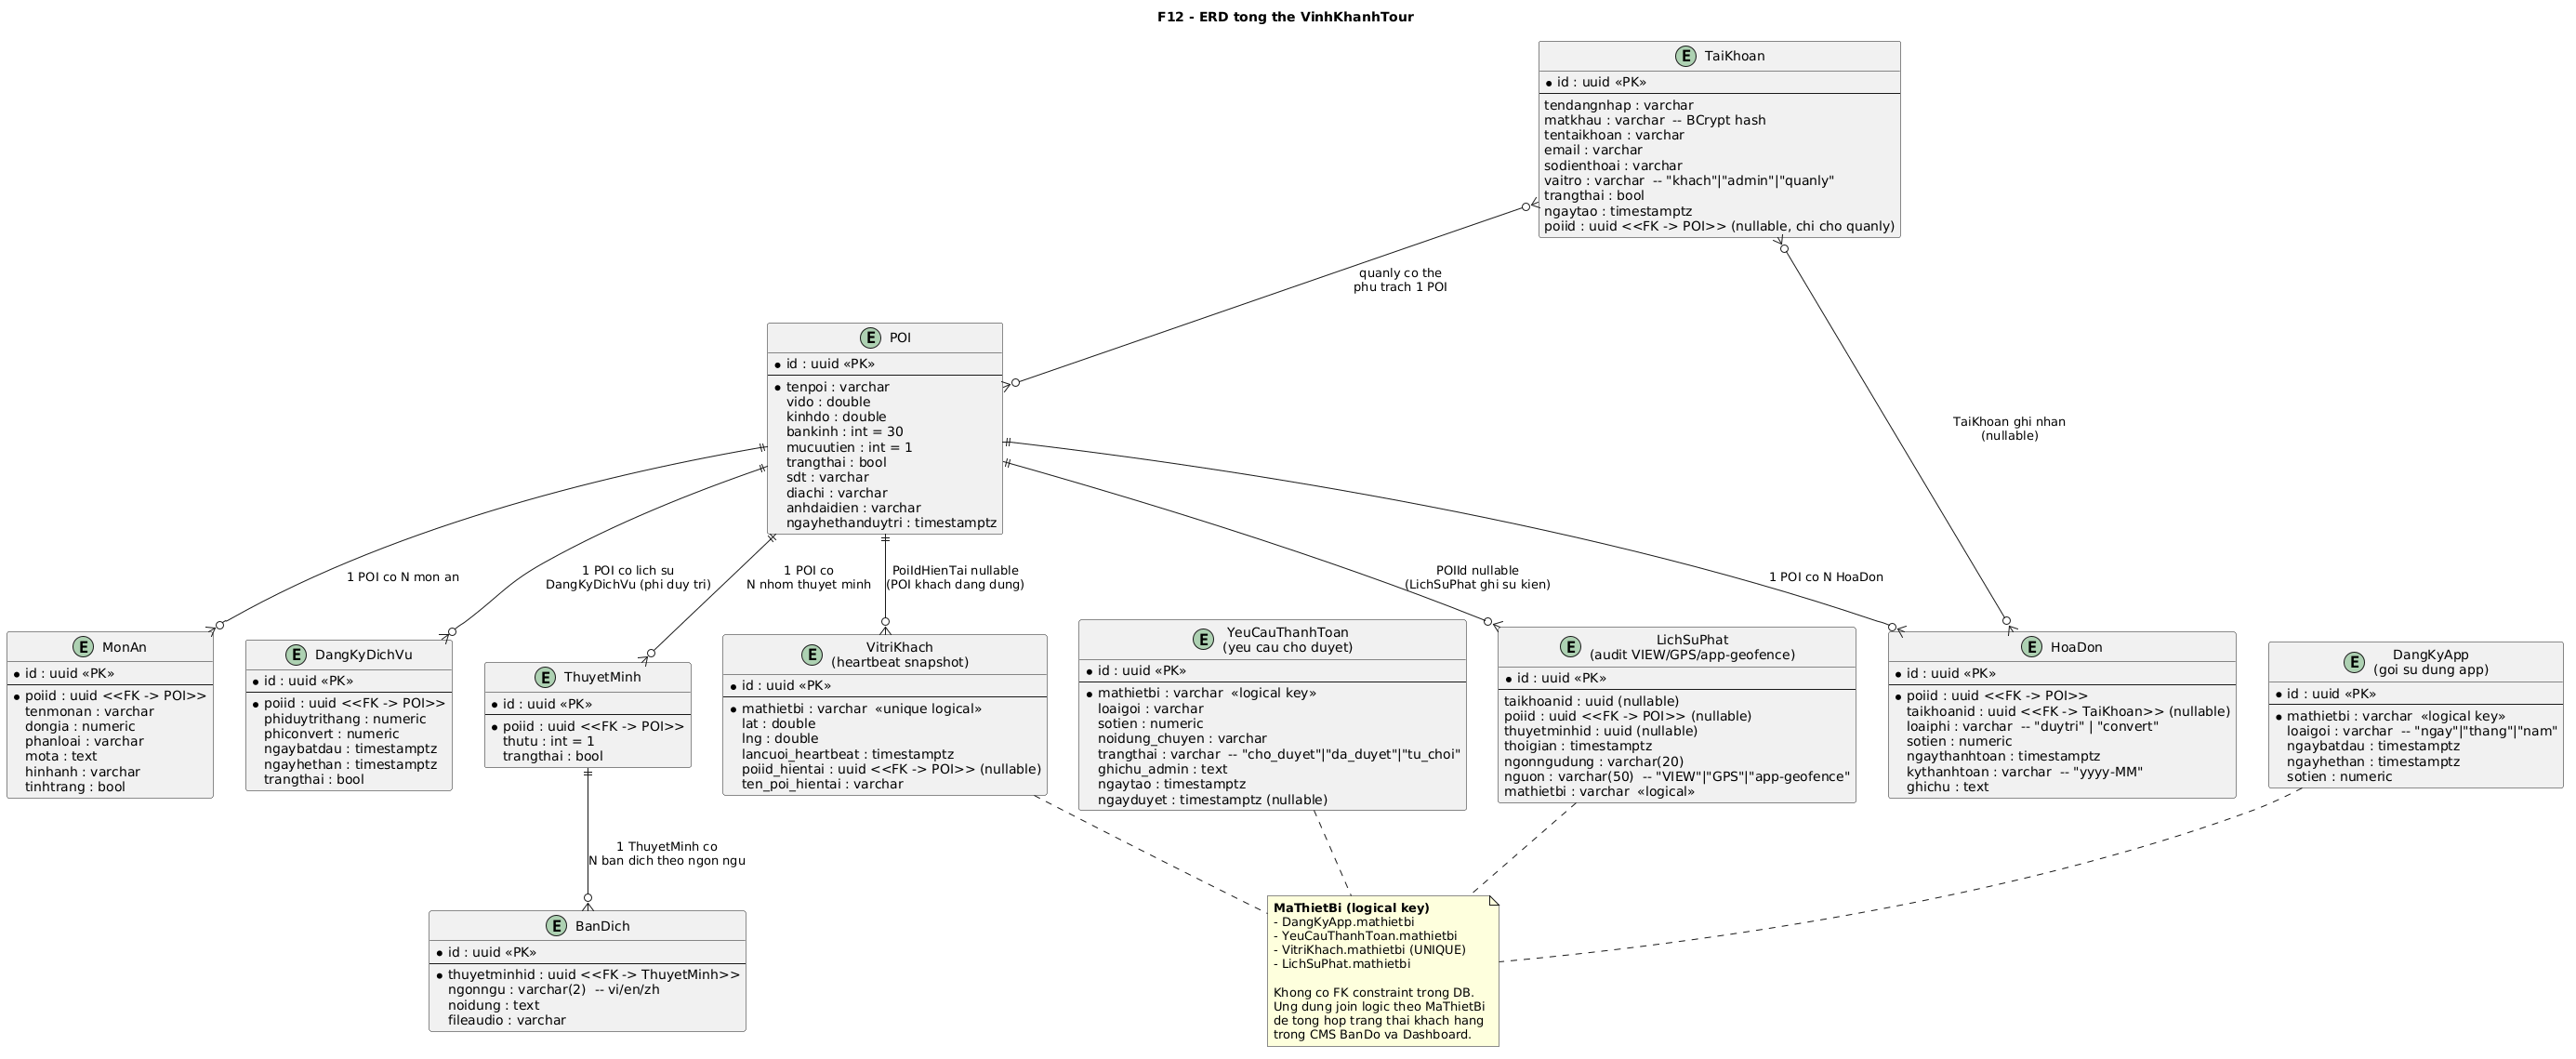 F12 - ERD tong the VinhKhanhTour
E TaiKhoan
id : uuid «PK»
tendangnhap : varchar
matkhau : varchar  -- BCrypt hash
tentaikhoan : varchar
email : varchar
sodienthoai : varchar
vaitro : varchar  -- "khach"|"admin"|"quanly"
trangthai : bool
ngaytao : timestamptz
poiid : uuid <<FK -> POI>> (nullable, chi cho quanly)
quanly co the
phu trach 1 POI
E POI
id : uuid «PK»
tenpoi : varchar
vido : double
kinhdo : double
bankinh : int = 30
mucuutien : int = 1
trangthai : bool
sdt : varchar
diachi : varchar
anhdaidien : varchar
ngayhethanduytri : timestamptz
TaiKhoan ghi nhan
(nullable)
1 POI co N mon an
1 POI co lich su
DangKyDichVu (phi duy tri)
1 POI co
N nhom thuyet minh
PoiIdHienTai nullable
(POI khach dang dung)
POIId nullable
(LichSuPhat ghi su kien)
1 POI co N HoaDon
E MonAn
id : uuid «PK»
poiid : uuid <<FK -> POI>>
tenmonan : varchar
dongia : numeric
phanloai : varchar
mota : text
hinhanh : varchar
tinhtrang : bool
E DangKyDichVu
id : uuid «PK»
poiid : uuid <<FK -> POI>>
phiduytrithang : numeric
phiconvert : numeric
ngaybatdau : timestamptz
ngayhethan : timestamptz
trangthai : bool
E ThuyetMinh
id : uuid «PK»
poiid : uuid <<FK -> POI>>
thutu : int = 1
trangthai : bool
E VitriKhach
(heartbeat snapshot)
id : uuid «PK»
mathietbi : varchar  «unique logical»
lat : double
lng : double
lancuoi_heartbeat : timestamptz
poiid_hientai : uuid <<FK -> POI>> (nullable)
ten_poi_hientai : varchar
E YeuCauThanhToan
(yeu cau cho duyet)
id : uuid «PK»
mathietbi : varchar  «logical key»
loaigoi : varchar
sotien : numeric
noidung_chuyen : varchar
trangthai : varchar  -- "cho_duyet"|"da_duyet"|"tu_choi"
ghichu_admin : text
ngaytao : timestamptz
ngayduyet : timestamptz (nullable)
E LichSuPhat
(audit VIEW/GPS/app-geofence)
id : uuid «PK»
taikhoanid : uuid (nullable)
poiid : uuid <<FK -> POI>> (nullable)
thuyetminhid : uuid (nullable)
thoigian : timestamptz
ngonngudung : varchar(20)
nguon : varchar(50)  -- "VIEW"|"GPS"|"app-geofence"
mathietbi : varchar  «logical»
E HoaDon
id : uuid «PK»
poiid : uuid <<FK -> POI>>
taikhoanid : uuid <<FK -> TaiKhoan>> (nullable)
loaiphi : varchar  -- "duytri" | "convert"
sotien : numeric
ngaythanhtoan : timestamptz
kythanhtoan : varchar  -- "yyyy-MM"
ghichu : text
E DangKyApp
(goi su dung app)
id : uuid «PK»
mathietbi : varchar  «logical key»
loaigoi : varchar  -- "ngay"|"thang"|"nam"
ngaybatdau : timestamptz
ngayhethan : timestamptz
sotien : numeric
1 ThuyetMinh co
N ban dich theo ngon ngu
E BanDich
id : uuid «PK»
thuyetminhid : uuid <<FK -> ThuyetMinh>>
ngonngu : varchar(2)  -- vi/en/zh
noidung : text
fileaudio : varchar
MaThietBi (logical key)
- DangKyApp.mathietbi
- YeuCauThanhToan.mathietbi
- VitriKhach.mathietbi (UNIQUE)
- LichSuPhat.mathietbi
Khong co FK constraint trong DB.
Ung dung join logic theo MaThietBi
de tong hop trang thai khach hang
trong CMS BanDo va Dashboard.